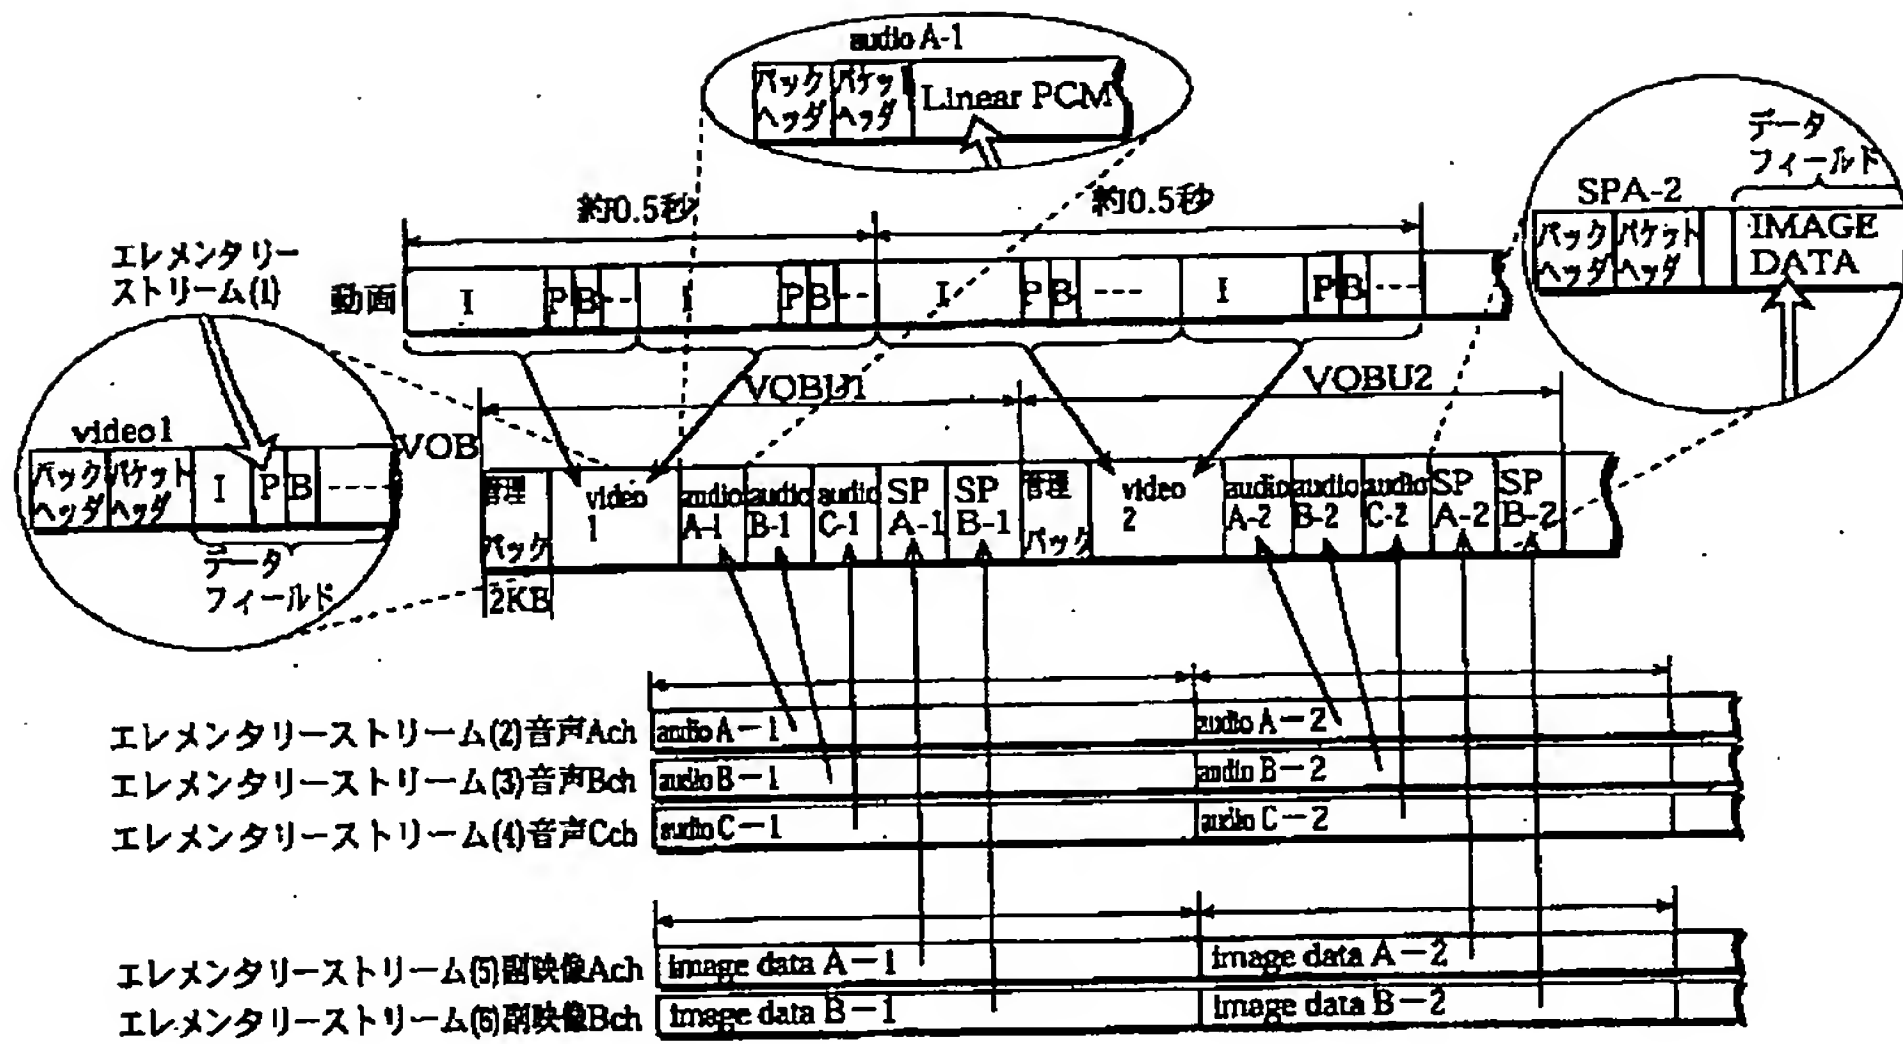 audio A-1
パック パケット Linear PCM
ヘッダ ヘッダ
データ
フィールド
SPA-2
パック パケット IMAGE
ヘッダ ヘッダ DATA
約0.5秒 約0.5秒
エレメンタリー
ストリーム(1)
動画 I P B --- I P B --- I P B ---- I P B ----
VOBU1 VOBU2
video1
パック パケット I P B ----
ヘッダ ヘッダ
データ
フィールド
VOB
管理 video audio audio audio SP SP 管理 video audio audio audio SP SP
パック 1 A-1 B-1 C-1 A-1 B-1 パック 2 A-2 B-2 C-2 A-2 B-2
2KB
エレメンタリーストリーム(2)音声Ach audio A-1 audio A-2
エレメンタリーストリーム(3)音声Bch audio B-1 audio B-2
エレメンタリーストリーム(4)音声Cch audio C-1 audio C-2
エレメンタリーストリーム(5)副映像Ach image data A-1 image data A-2
エレメンタリーストリーム(6)副映像Bch image data B-1 image data B-2